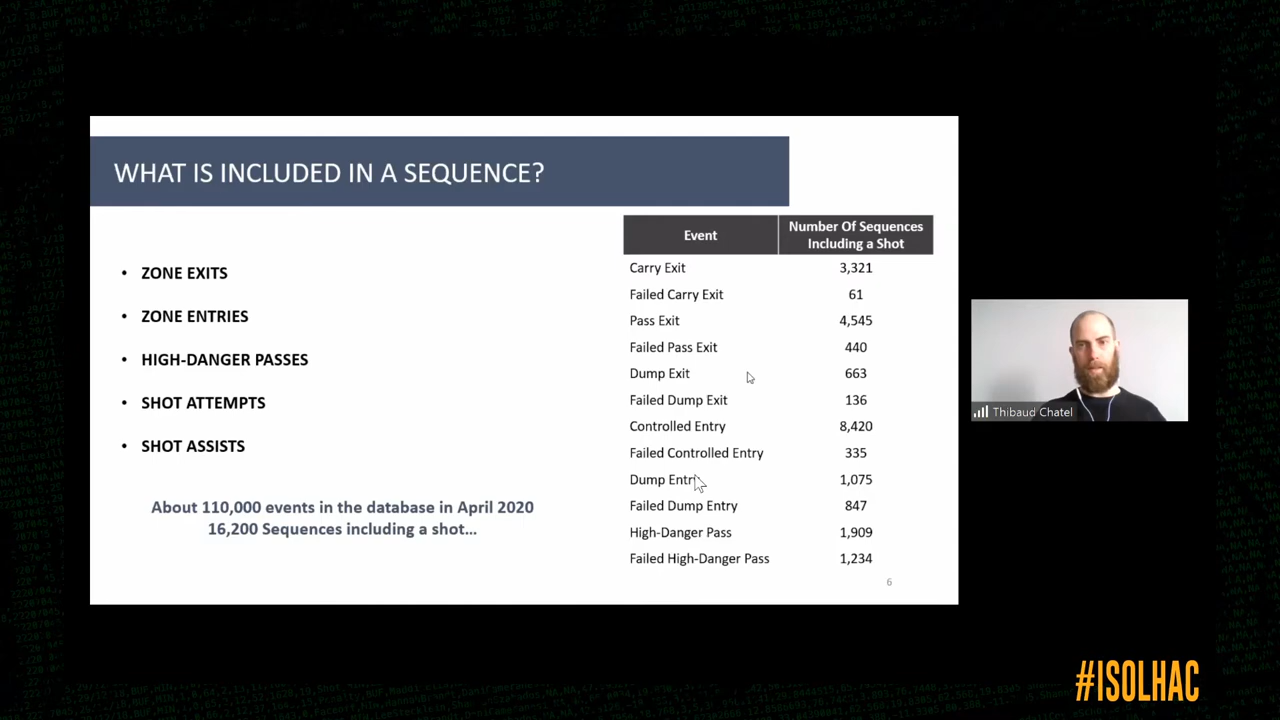 WHAT IS INCLUDED IN A SEQUENCE?
• ZONE EXITS
• ZONE ENTRIES
• HIGH-DANGER PASSES
• SHOT ATTEMPTS
• SHOT ASSISTS
About 110,000 events in the database in April 2020
16,200 Sequences including a shot...
Event Number Of Sequences
Including a Shot
Carry Exit 3,321
Failed Carry Exit 61
Pass Exit 4,545
Failed Pass Exit 440
Dump Exit 663
Failed Dump Exit 136
Controlled Entry 8,420
Failed Controlled Entry 335
Dump Entry 1,075
Failed Dump Entry 847
High-Danger Pass 1,909
Failed High-Danger Pass 1,234
6
Thibaud Chatel
#ISOLHAC